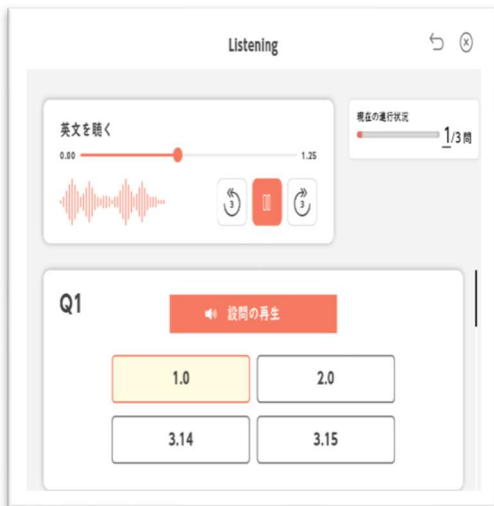 Listening
英文を聴く
0.00
1.25
3
3
現在の進行状況
1/3 問
Q1
設問の再生
1.0
2.0
3.14
3.15